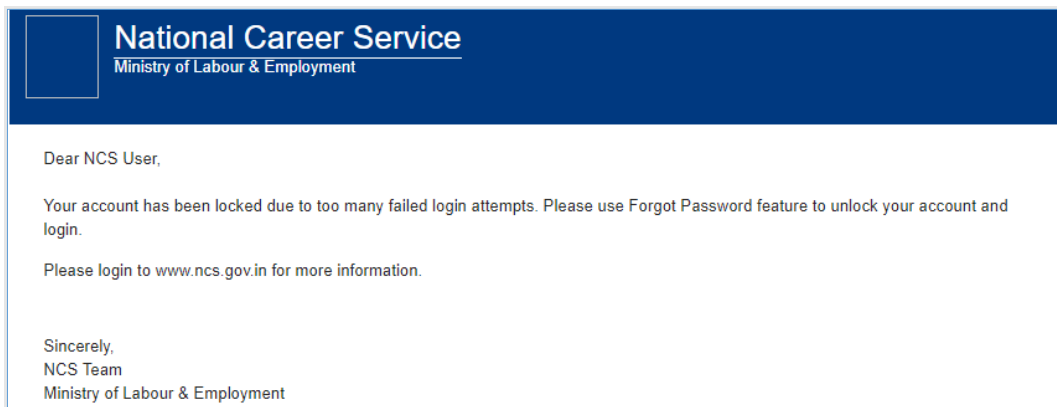 National Career Service
Ministry of Labour & Employment
Dear NCS User,
Your account has been locked due to too many failed login attempts. Please use Forgot Password feature to unlock your account and
login.
Please login to www.ncs.gov.in for more information.
Sincerely,
NCS Team
Ministry of Labour & Employment